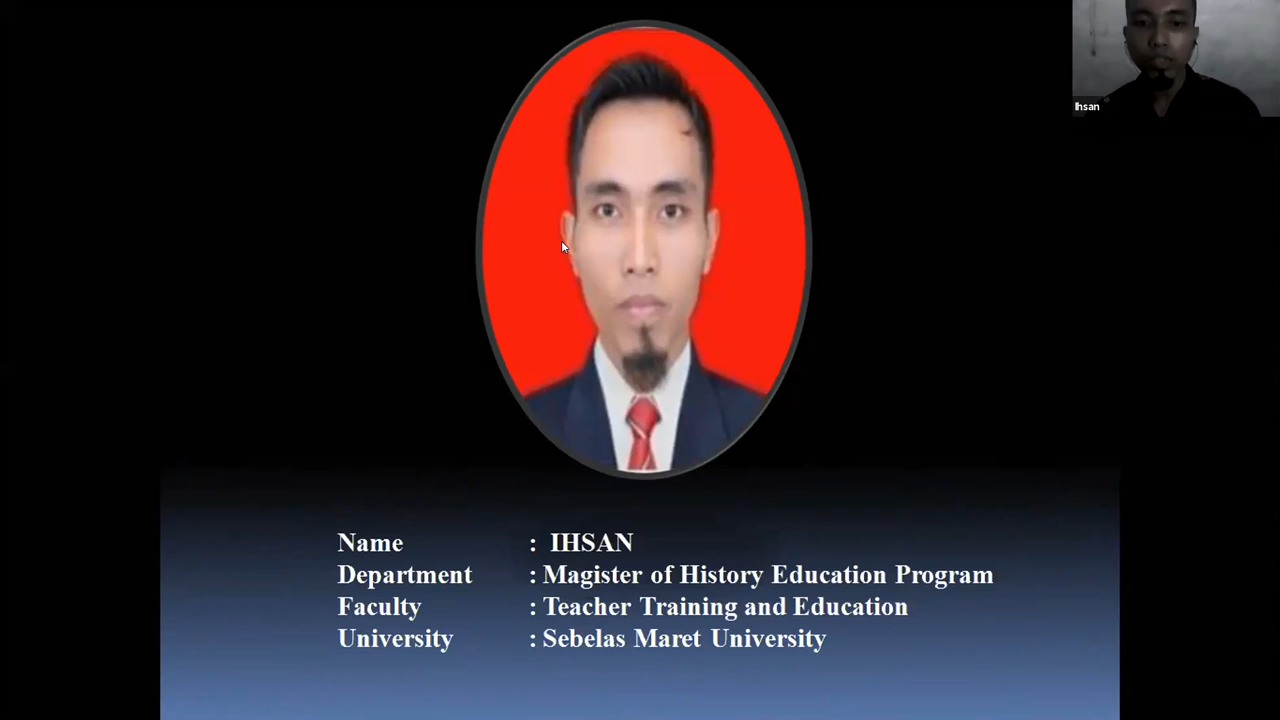 Ihsan
Name : IHSAN
Department : Magister of History Education Program
Faculty : Teacher Training and Education
University : Sebelas Maret University